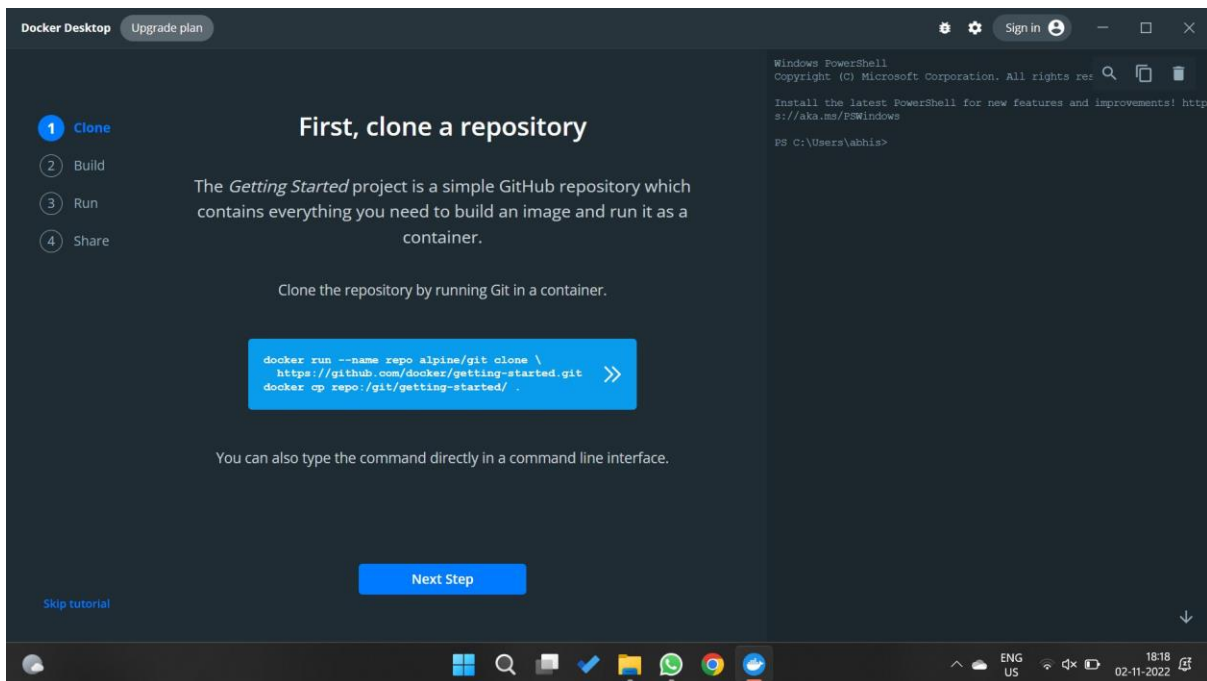 Docker Desktop Upgrade plan Sign in
1 Clone
2 Build
3 Run
4 Share
Skip tutorial
First, clone a repository
The Getting Started project is a simple GitHub repository which
contains everything you need to build an image and run it as a
container.
Clone the repository by running Git in a container.
docker run --name repo alpine/git clone \
https://github.com/docker/getting-started.git
docker cp repo:/git/getting-started/ .
You can also type the command directly in a command line interface.
Next Step
Windows PowerShell
Copyright (C) Microsoft Corporation. All rights res
Install the latest PowerShell for new features and improvements! http
s://aka.ms/PSWindows
PS C:\Users\abhis>
ENG
US
18:18
02-11-2022